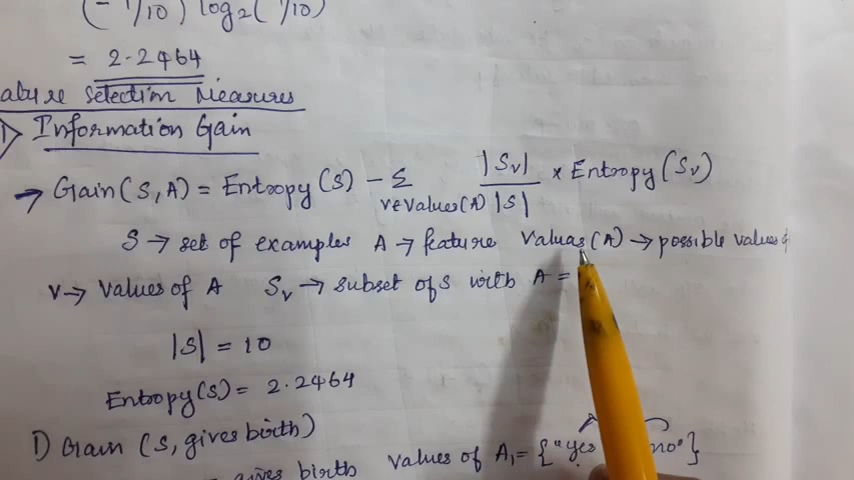 (- 1/10) log₂(1/10)
= 2.2464
ature Selection Measures
1) Information Gain
→ Gain(S, A) = Entropy(S) - Σ v∈values(A) |Sv|/|S| × Entropy(Sv)
S → set of examples A → feature Values(A) → possible values of
v → values of A Sv → subset of S with A =
|S| = 10
Entropy(S) = 2.2464
1) Gain (S, gives birth)
gives birth values of A₁ = {"yes" "no"}